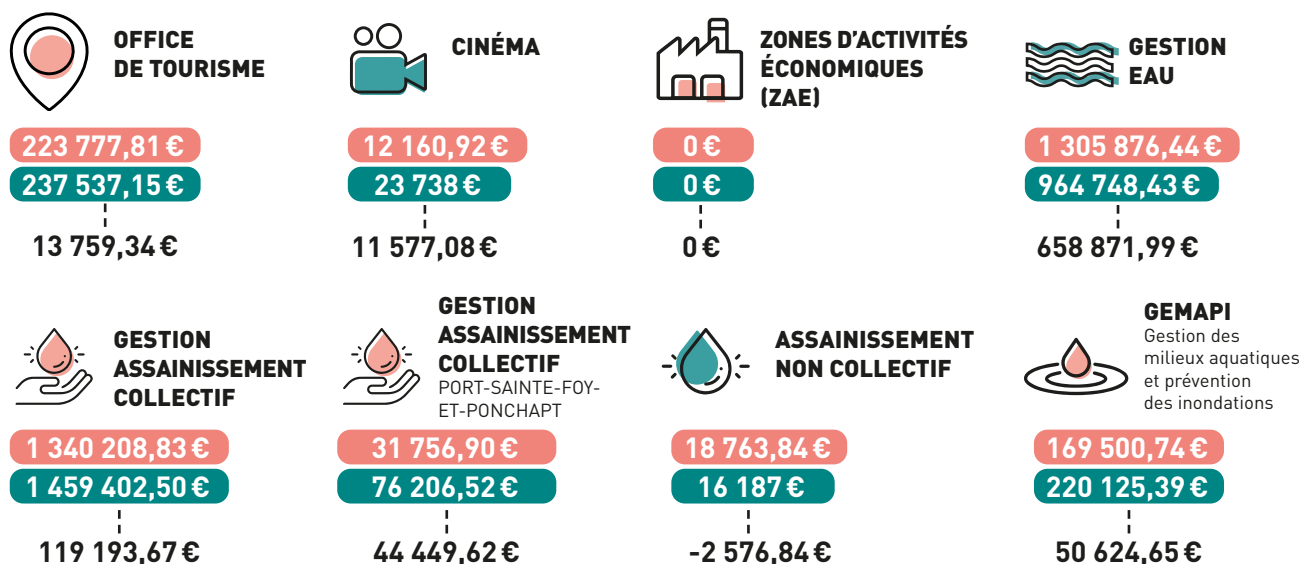 OFFICE
DE TOURISME
223 777,81 €
237 537,15 €
13 759,34 €
CINÉMA
12 160,92 €
23 738 €
11 577,08 €
ZONES D'ACTIVITÉS
ÉCONOMIQUES
(ZAE)
0 €
0 €
0 €
GESTION
EAU
1 305 876,44 €
964 748,43 €
658 871,99 €
GESTION
ASSAINISSEMENT
COLLECTIF
1 340 208,83 €
1 459 402,50 €
119 193,67 €
GESTION
ASSAINISSEMENT
COLLECTIF
PORT-SAINTE-FOY-
ET-PONCHAPT
31 756,90 €
76 206,52 €
44 449,62 €
ASSAINISSEMENT
NON COLLECTIF
18 763,84 €
16 187 €
-2 576,84 €
GEMAPI
Gestion des
milieux aquatiques
et prévention
des inondations
169 500,74 €
220 125,39 €
50 624,65 €